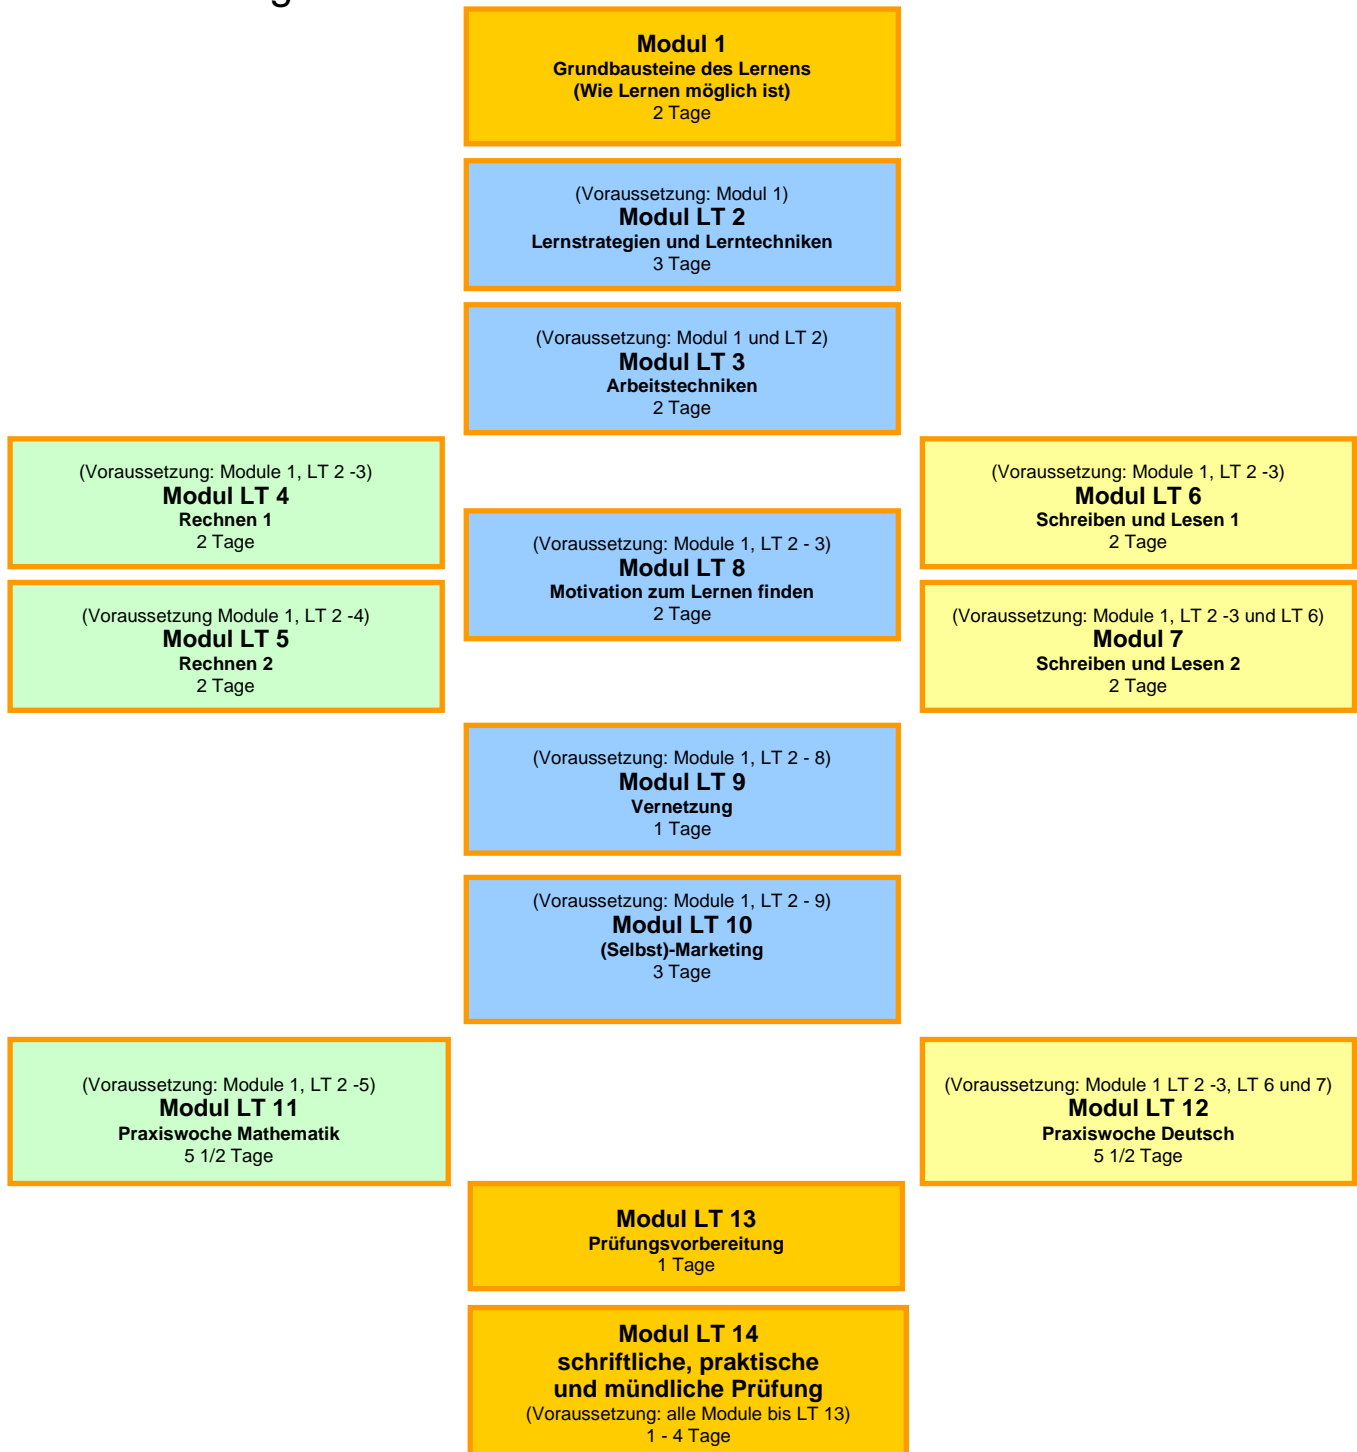 Modul 1
Grundbausteine des Lernens
(Wie Lernen möglich ist)
2 Tage
(Voraussetzung: Modul 1)
Modul LT 2
Lernstrategien und Lerntechniken
3 Tage
(Voraussetzung: Modul 1 und LT 2)
Modul LT 3
Arbeitstechniken
2 Tage
(Voraussetzung: Module 1, LT 2 -3)
Modul LT 4
Rechnen 1
2 Tage
(Voraussetzung: Module 1, LT 2 -3)
Modul LT 6
Schreiben und Lesen 1
2 Tage
(Voraussetzung: Module 1, LT 2 - 3)
Modul LT 8
Motivation zum Lernen finden
2 Tage
(Voraussetzung Module 1, LT 2 -4)
Modul LT 5
Rechnen 2
2 Tage
(Voraussetzung: Module 1, LT 2 -3 und LT 6)
Modul 7
Schreiben und Lesen 2
2 Tage
(Voraussetzung: Module 1, LT 2 - 8)
Modul LT 9
Vernetzung
1 Tage
(Voraussetzung: Module 1, LT 2 - 9)
Modul LT 10
(Selbst)-Marketing
3 Tage
(Voraussetzung: Module 1, LT 2 -5)
Modul LT 11
Praxiswoche Mathematik
5 1/2 Tage
(Voraussetzung: Module 1 LT 2 -3, LT 6 und 7)
Modul LT 12
Praxiswoche Deutsch
5 1/2 Tage
Modul LT 13
Prüfungsvorbereitung
1 Tage
Modul LT 14
schriftliche, praktische
und mündliche Prüfung
(Voraussetzung: alle Module bis LT 13)
1 - 4 Tage